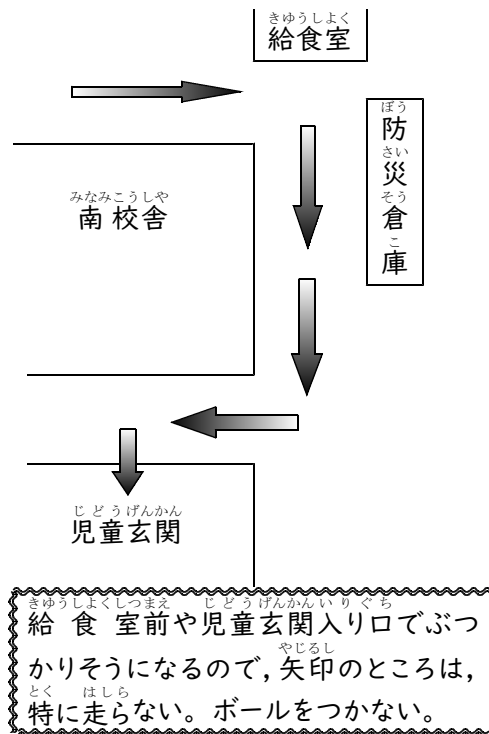 きゆうしよく
給食室
ぼうさいそうこ
防災倉庫
みなみこうしや
南校舎
じどうげんかん
児童玄関
きゆうしよくしつまえ じどうげんかんいりぐち
給食室前や児童玄関入り口でぶつ
やじるし
かりそうになるので,矢印のところは,
とく はしら
特に走らない。ボールをつかない。